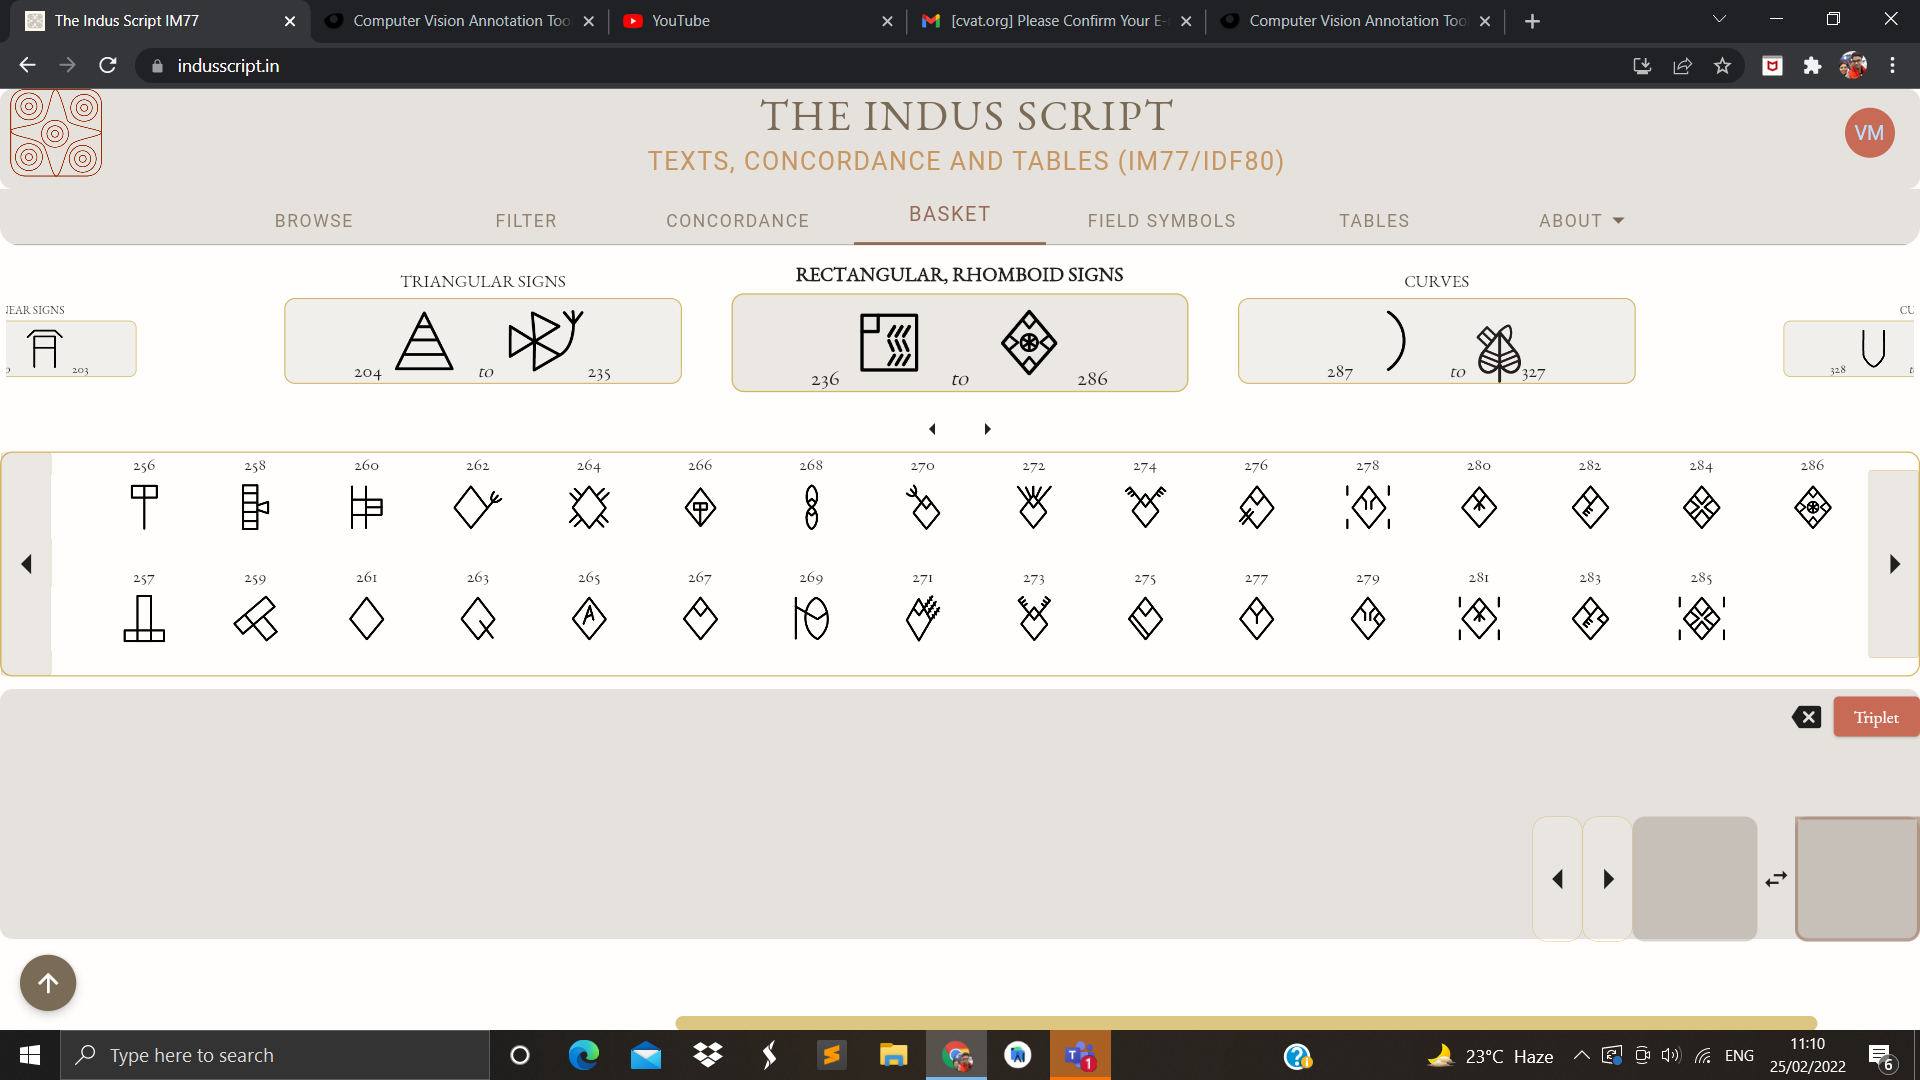 The Indus Script IM77
Computer Vision Annotation Too
YouTube
[cvat.org] Please Confirm Your E-
Computer Vision Annotation Too
indusscript.in
THE INDUS SCRIPT
TEXTS, CONCORDANCE AND TABLES (IM77/IDF80)
VM
BROWSE FILTER CONCORDANCE BASKET FIELD SYMBOLS TABLES ABOUT
NEAR SIGNS
203
TRIANGULAR SIGNS
204 to 235
RECTANGULAR, RHOMBOID SIGNS
236 to 286
CURVES
287 to 327
CU
328
256 258 260 262 264 266 268 270 272 274 276 278 280 282 284 286
257 259 261 263 265 267 269 271 273 275 277 279 281 283 285
Triplet
Type here to search
1
23°C Haze
ENG
11:10
25/02/2022
6